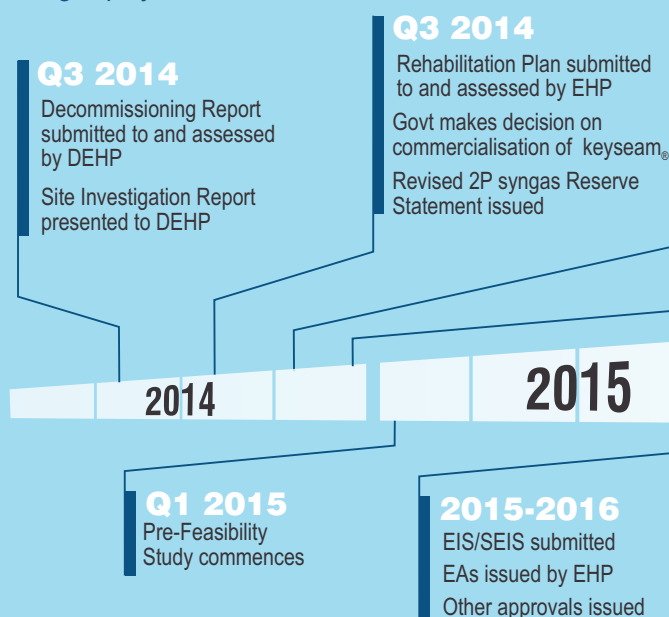 Q3 2014
Decommissioning Report
submitted to and assessed
by DEHP
Site Investigation Report
presented to DEHP
Q3 2014
Rehabilitation Plan submitted
to and assessed by EHP
Govt makes decision on
commercialisation of keyseam®
Revised 2P syngas Reserve
Statement issued
2014
2015
Q1 2015
Pre-Feasibility
Study commences
2015-2016
EIS/SEIS submitted
EAs issued by EHP
Other approvals issued